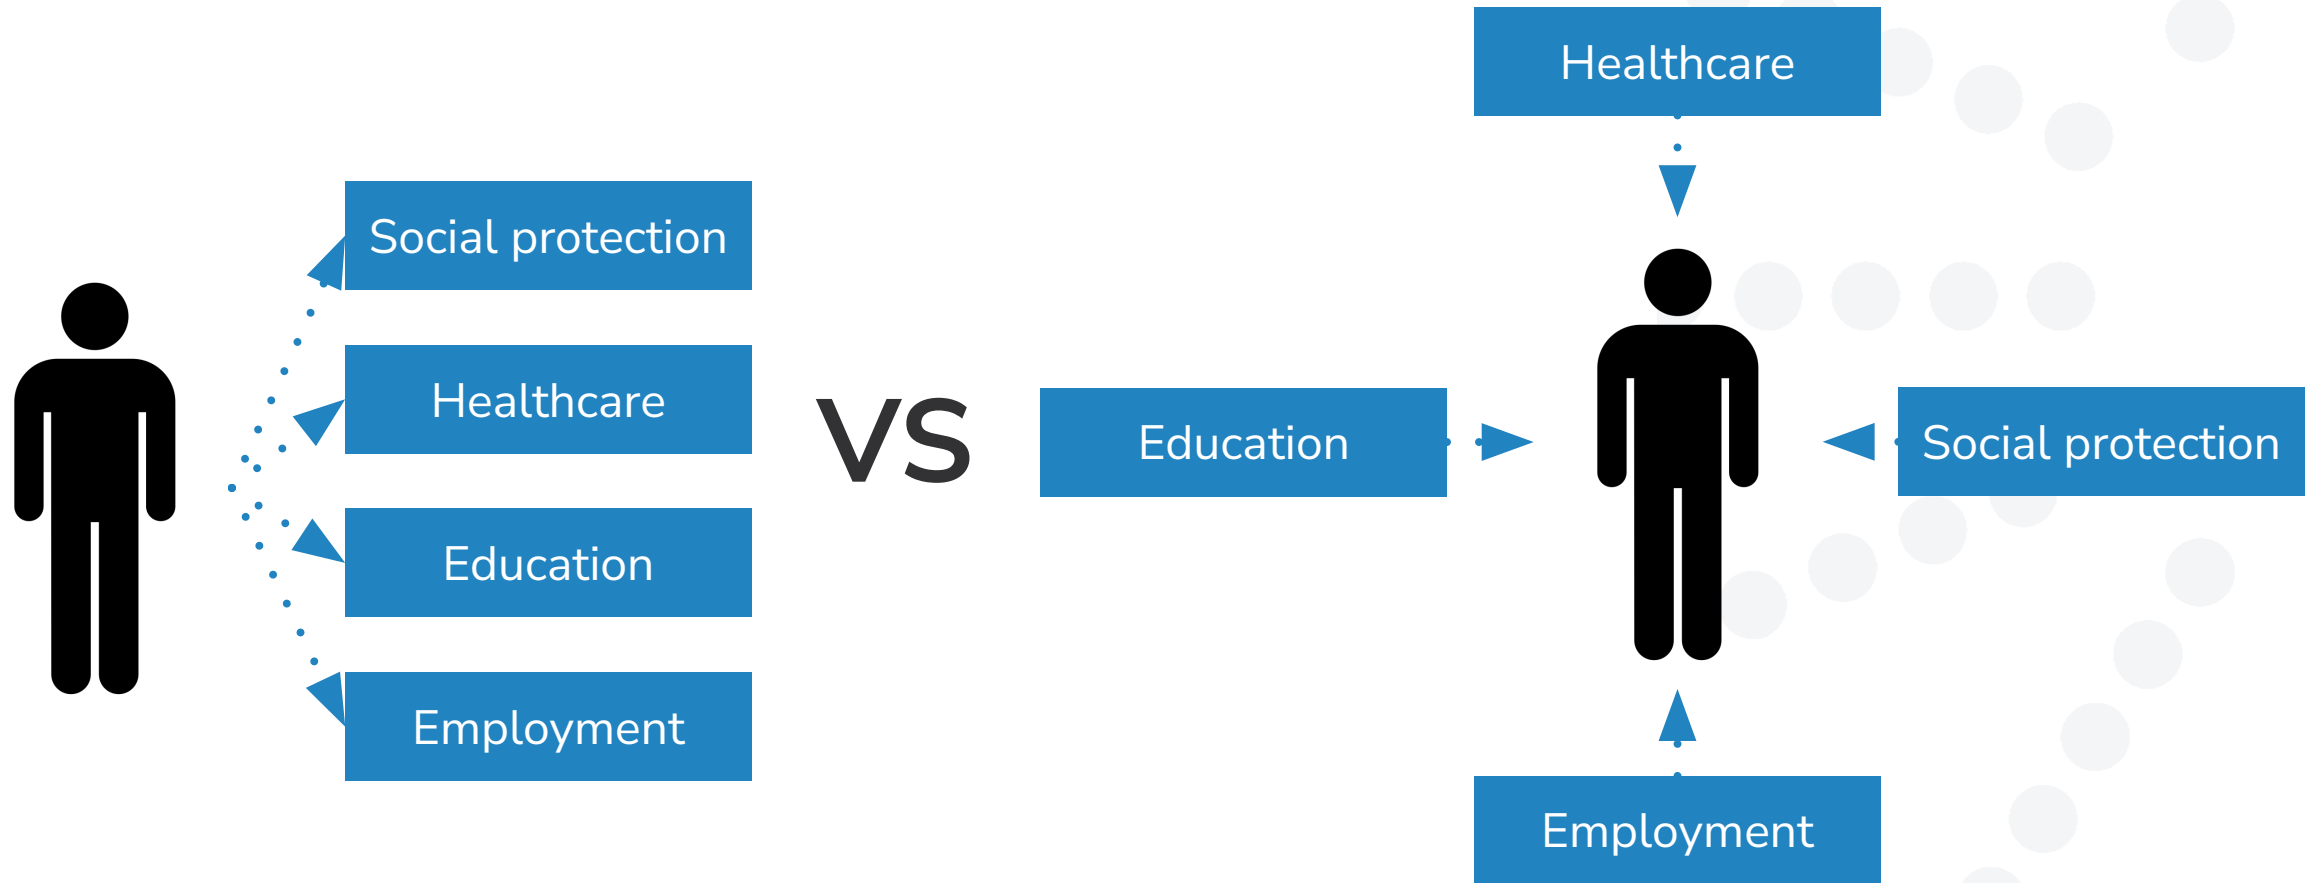 Social protection
Healthcare
Education
Employment
VS
Healthcare
Education
Social protection
Employment